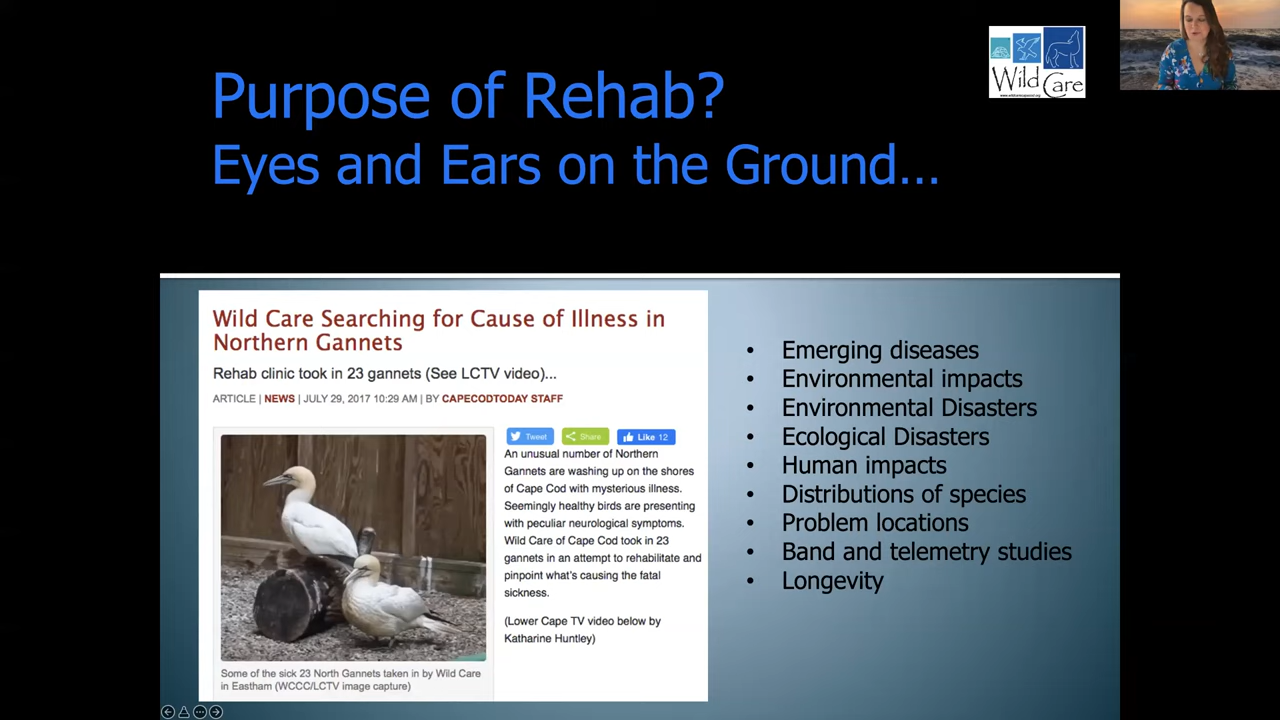 Wild Care
Purpose of Rehab?
Eyes and Ears on the Ground...
Wild Care Searching for Cause of Illness in
Northern Gannets
Rehab clinic took in 23 gannets (See LCTV video)...
ARTICLE | NEWS | JULY 29, 2017 10:29 AM | BY CAPECODTODAY STAFF
Tweet
Share
Like 12
An unusual number of Northern
Gannets are washing up on the shores
of Cape Cod with mysterious illness.
Seemingly healthy birds are presenting
with peculiar neurological symptoms.
Wild Care of Cape Cod took in 23
gannets in an attempt to rehabilitate and
pinpoint what's causing the fatal
sickness.
(Lower Cape TV video below by
Katharine Huntley)
Some of the sick 23 North Gannets taken in by Wild Care
in Eastham (WCCC/LCTV image capture)
• Emerging diseases
• Environmental impacts
• Environmental Disasters
• Ecological Disasters
• Human impacts
• Distributions of species
• Problem locations
• Band and telemetry studies
• Longevity